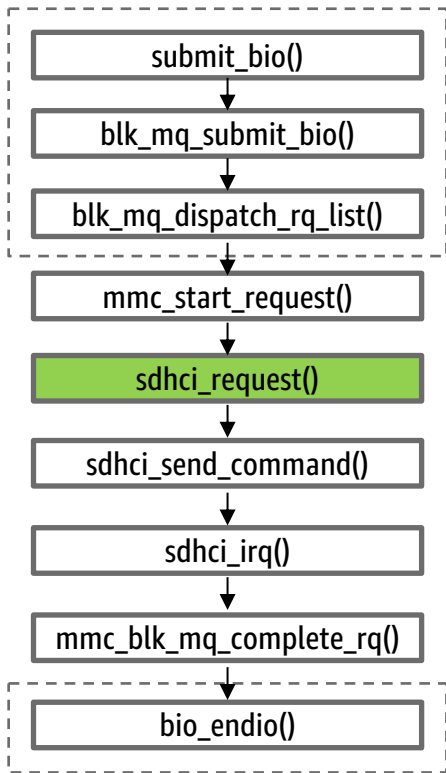 submit_bio()
blk_mq_submit_bio()
blk_mq_dispatch_rq_list()
mmc_start_request()
sdhci_request()
sdhci_send_command()
sdhci_irq()
mmc_blk_mq_complete_rq()
bio_endio()